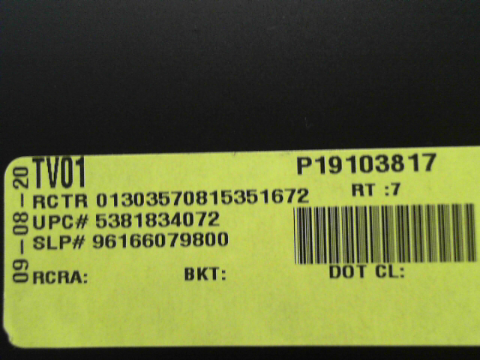 TV01 P19103817
RCTR 01303570815351672 RT :7
UPC# 5381834072
SLP# 96166079800
RCRA: BKT: DOT CL:
09-08-20